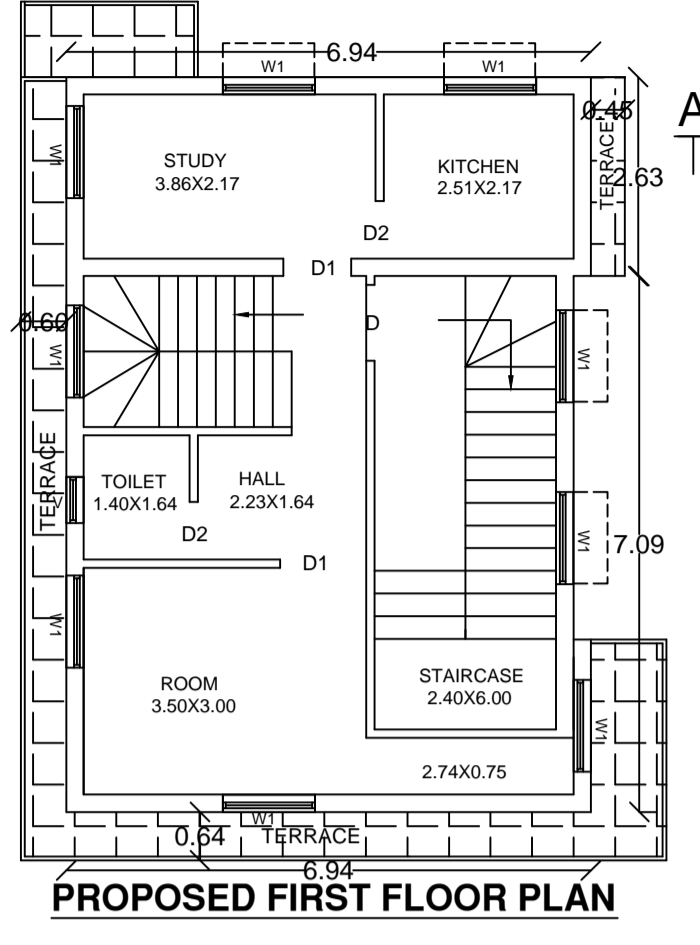 6.94
W1
W1
A
0.45
TERRACE
W1
STUDY
3.86X2.17
KITCHEN
2.51X2.17
2.63
D2
D1
0.60
D
W1
W1
TERRACE
TOILET
1.40X1.64
HALL
2.23X1.64
V
D2
W1
7.09
D1
W1
ROOM
3.50X3.00
STAIRCASE
2.40X6.00
W1
2.74X0.75
W1
0.64
TERRACE
6.94
PROPOSED FIRST FLOOR PLAN